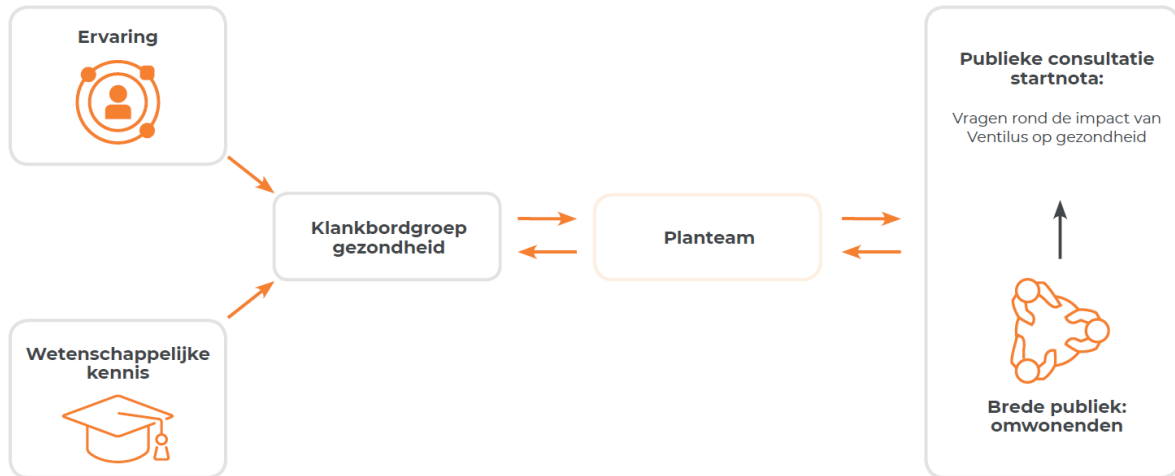 Ervaring
Wetenschappelijke
kennis
Klankbordgroep
gezondheid
Planteam
Publieke consultatie
startnota:
Vragen rond de impact van
Ventilus op gezondheid
Brede publiek:
omwonenden